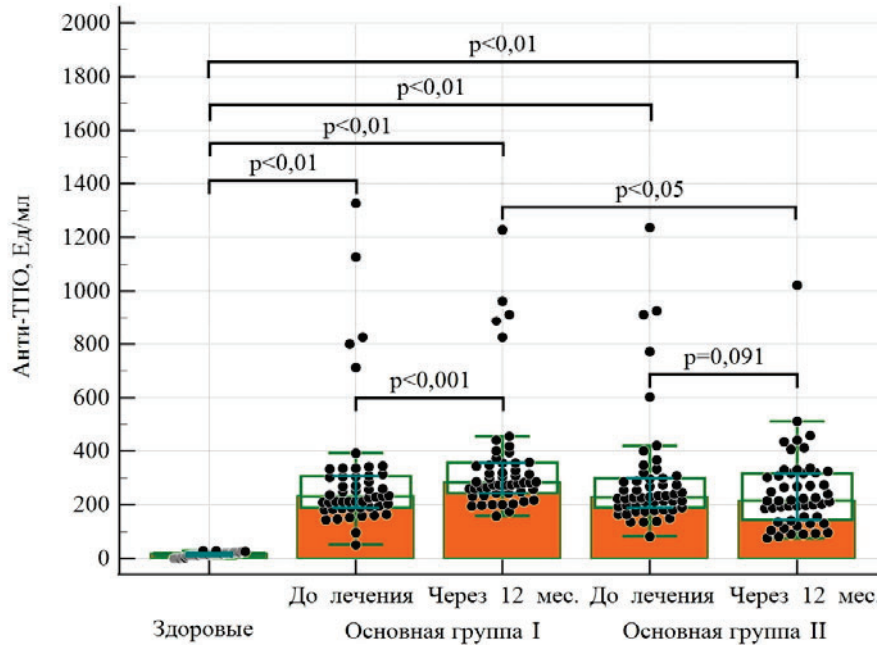 2000
1800
1600
1400
1200
1000
800
600
400
200
0
Анти-ТПО, Ед/мл
p<0,01
p<0,01
p<0,01
p<0,01
p<0,05
p=0,091
p<0,001
До лечения Через 12 мес. До лечения Через 12 мес.
Здоровые Основная группа I Основная группа II